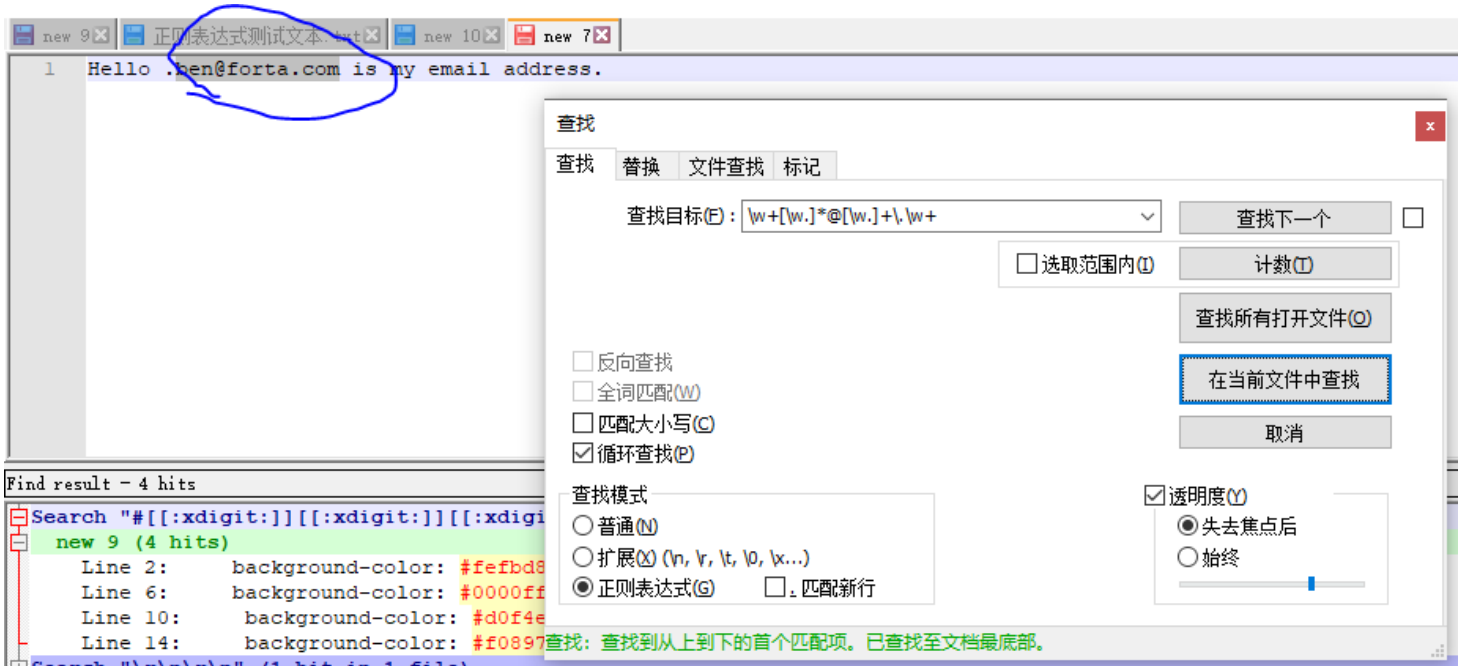 new 9 正则表达式测试文本.txt new 10 new 7
1 Hello .ben@forta.com is my email address.
查找
查找 替换 文件查找 标记
查找目标(F) : \w+[\w.]*@[\w.]+\.\w+ 查找下一个
选取范围内(I) 计数(T)
查找所有打开文件(O)
反向查找
在当前文件中查找
全词匹配(W)
匹配大小写(C)
取消
循环查找(P)
Find result - 4 hits
查找模式 透明度(Y)
Search "#[[:xdigit:]][[:xdigit:]][[:xdigi
普通(N) 失去焦点后
new 9 (4 hits)
扩展(X) (\n, \r, \t, \0, \x...) 始终
Line 2: background-color: #fefbd8
正则表达式(G) . 匹配新行
Line 6: background-color: #0000ff
Line 10: background-color: #d0f4e
Line 14: background-color: #f0897
查找: 查找到从上到下的首个匹配项。已查找至文档最底部。